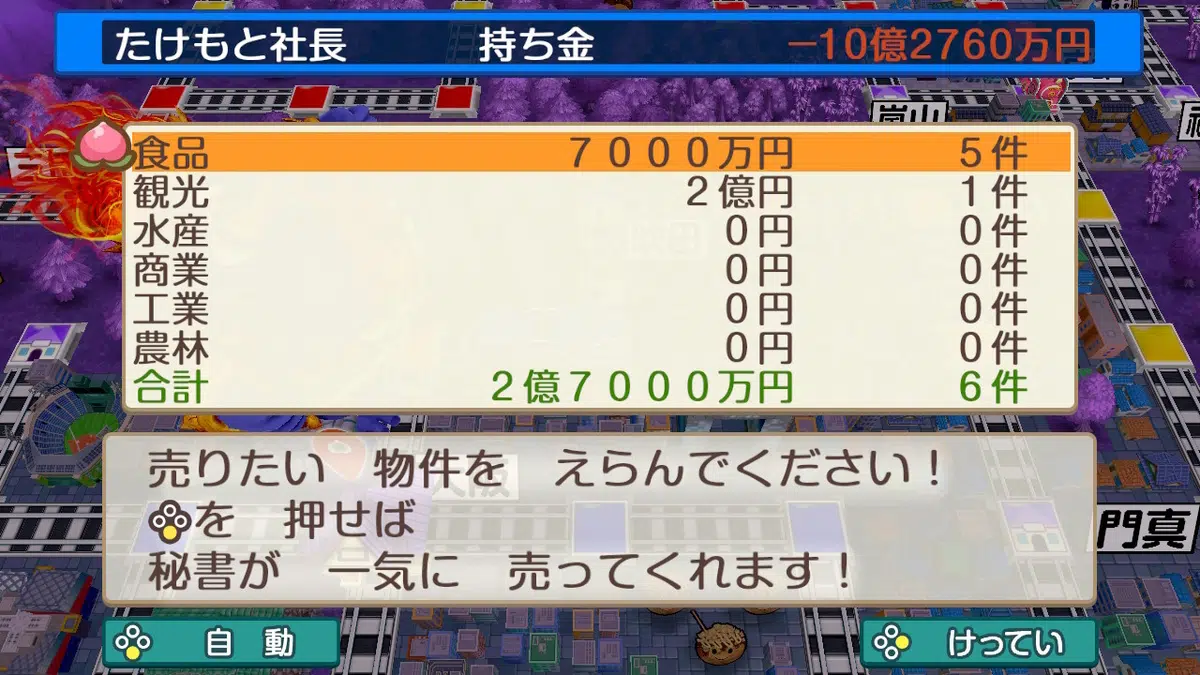 たけもと社長 持ち金 －10億2760万円
嵐山
食品 7000万円 5件
観光 2億円 1件
水産 0円 0件
商業 0円 0件
工業 0円 0件
農林 0円 0件
合計 2億7000万円 6件
売りたい 物件を えらんでください！
を 押せば
秘書が 一気に 売ってくれます！
大阪
門真
自動 けってい